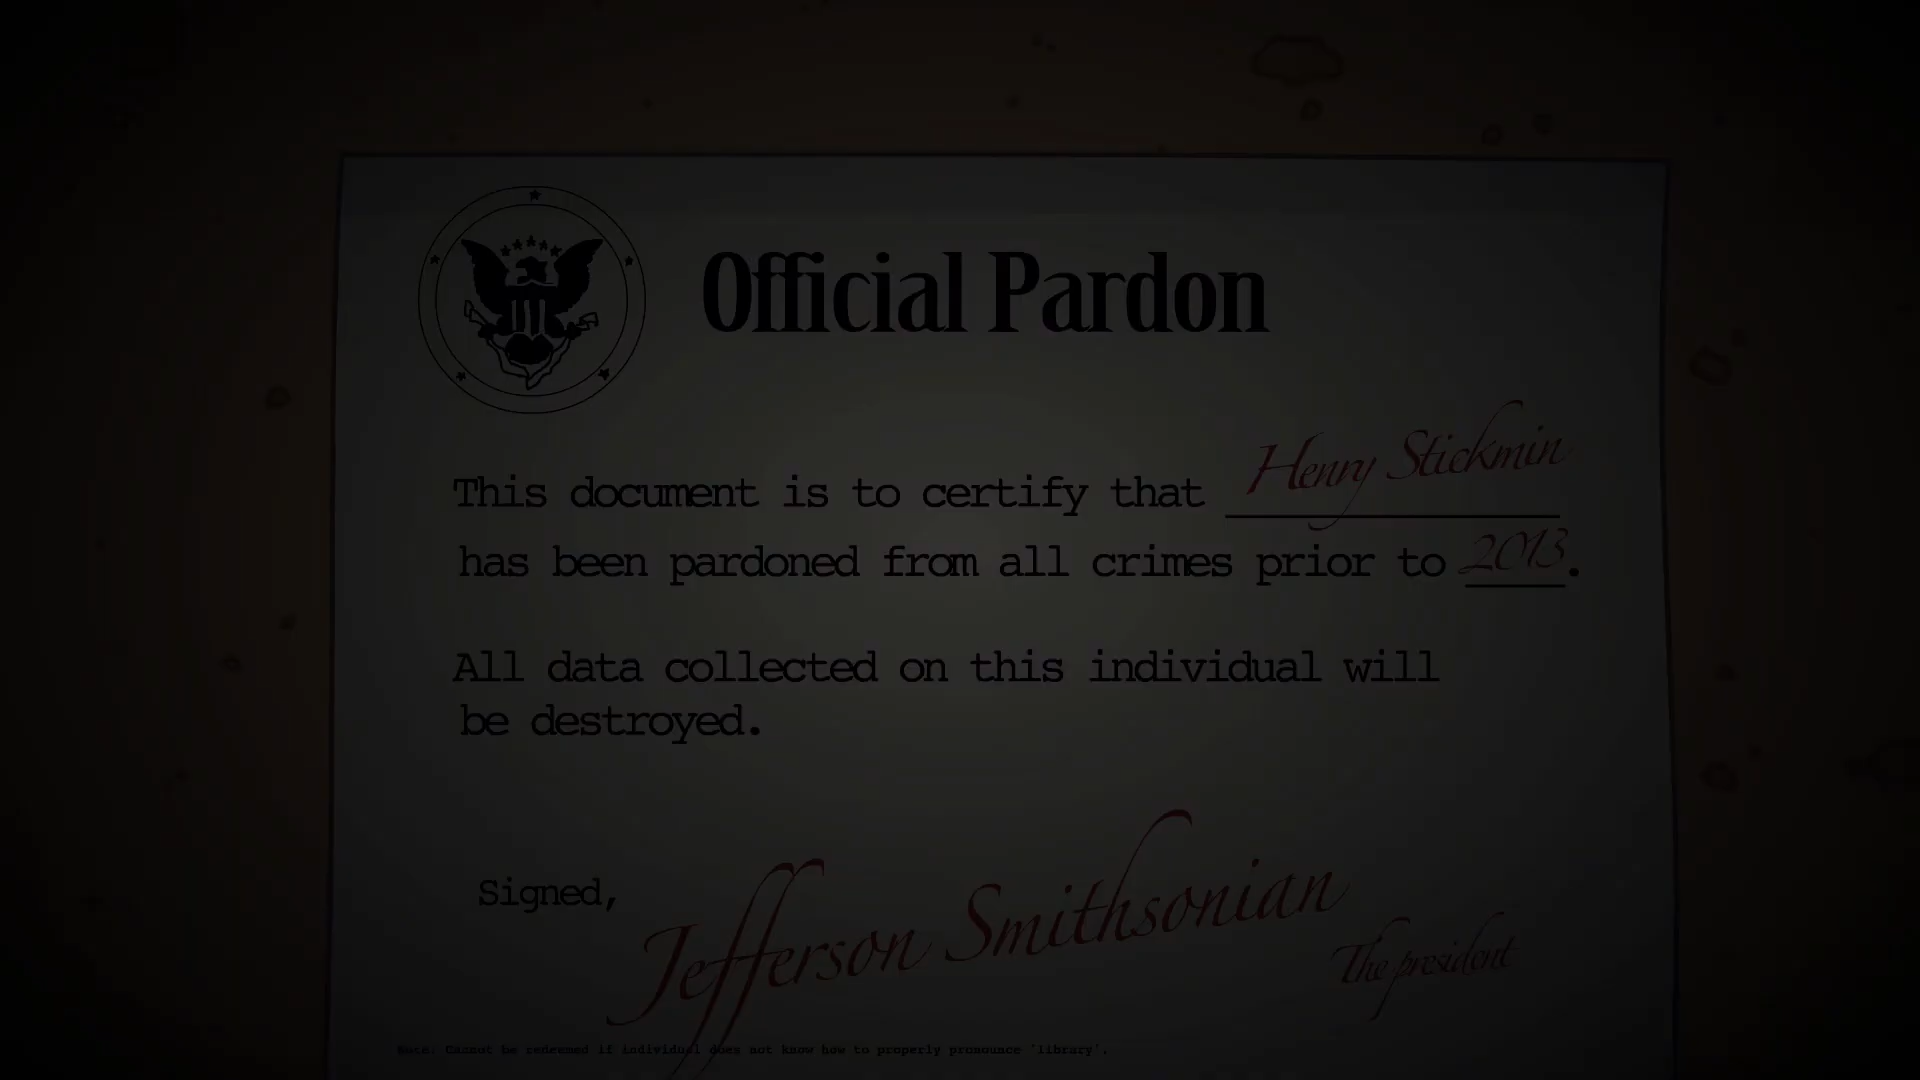 Official Pardon
This document is to certify that Henry Stickmin
has been pardoned from all crimes prior to 2013.
All data collected on this individual will
be destroyed.
Signed, Jefferson Smithsonian
The president
Note. Cannot be redeemed if individual does not know how to properly pronounce 'library'.